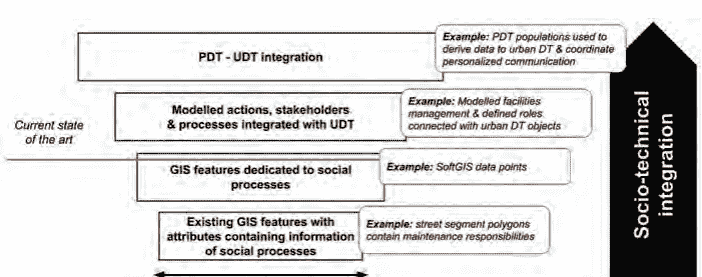 Example: PDT populations used to
derive data to urban DT & coordinate
personalized communication
PDT - UDT integration
Example: Modelled facilities
management & defined roles
connected with urban DT objects
Modelled actions, stakeholders
& processes integrated with UDT
Current state
of the art
Example: SoftGIS data points
GIS features dedicated to social
processes
Existing GIS features with
attributes containing information
of social processes
Example: street segment polygons
contain maintenance responsibilities
Socio-technical
integration